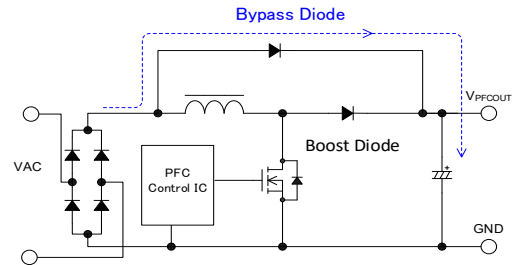 Bypass Diode
VPFCOUT
Boost Diode
VAC
PFC
Control IC
+
GND